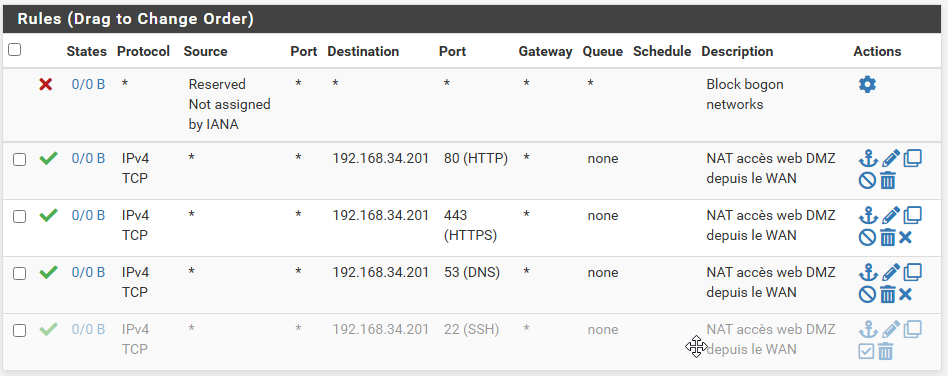 Rules (Drag to Change Order)
States Protocol Source Port Destination Port Gateway Queue Schedule Description Actions
0/0 B * Reserved * * * * * Block bogon
Not assigned networks
by IANA
0/0 B IPv4 * * 192.168.34.201 80 (HTTP) * none NAT accès web DMZ
TCP depuis le WAN
0/0 B IPv4 * * 192.168.34.201 443 * none NAT accès web DMZ
TCP (HTTPS) depuis le WAN
0/0 B IPv4 * * 192.168.34.201 53 (DNS) * none NAT accès web DMZ
TCP depuis le WAN
0/0 B IPv4 * * 192.168.34.201 22 (SSH) * none NAT accès web DMZ
TCP depuis le WAN